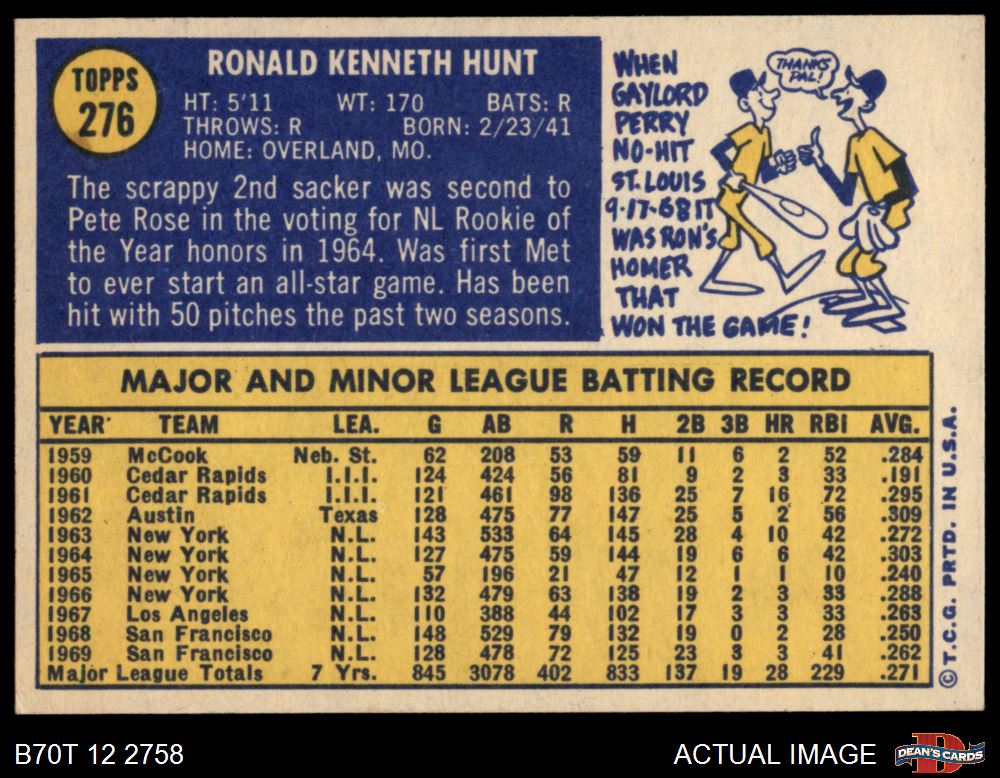 TOPPS
276
RONALD KENNETH HUNT
HT: 5'11 WT: 170 BATS: R
THROWS: R BORN: 2/23/41
HOME: OVERLAND, MO.
The scrappy 2nd sacker was second to
Pete Rose in the voting for NL Rookie of
the Year honors in 1964. Was first Met
to ever start an all-star game. Has been
hit with 50 pitches the past two seasons.
WHEN
GAYLORD
PERRY
NO-HIT
ST. LOUIS
9-17-68 IT
WAS RON'S
HOMER
THAT
WON THE GAME!
THANKS
PAL!
MAJOR AND MINOR LEAGUE BATTING RECORD
YEAR TEAM LEA. G AB R H 2B 3B HR RBI AVG.
1959 McCook Neb. St. 62 208 53 59 11 6 2 52 .284
1960 Cedar Rapids I.I.I. 124 424 56 81 9 2 3 33 .191
1961 Cedar Rapids I.I.I. 121 461 98 136 25 7 16 72 .295
1962 Austin Texas 128 475 77 147 25 5 2 56 .309
1963 New York N.L. 143 533 64 145 28 4 10 42 .272
1964 New York N.L. 127 475 59 144 19 6 6 42 .303
1965 New York N.L. 57 196 21 47 12 1 1 10 .240
1966 New York N.L. 132 479 63 138 19 2 3 33 .288
1967 Los Angeles N.L. 110 388 44 102 17 3 3 33 .263
1968 San Francisco N.L. 148 529 79 132 19 0 2 28 .250
1969 San Francisco N.L. 128 478 72 125 23 3 3 41 .262
Major League Totals 7 Yrs. 845 3078 402 833 137 19 28 229 .271
© T.C.G. PRTD. IN U.S.A.
B70T 12 2758
ACTUAL IMAGE
DEAN'S CARDS